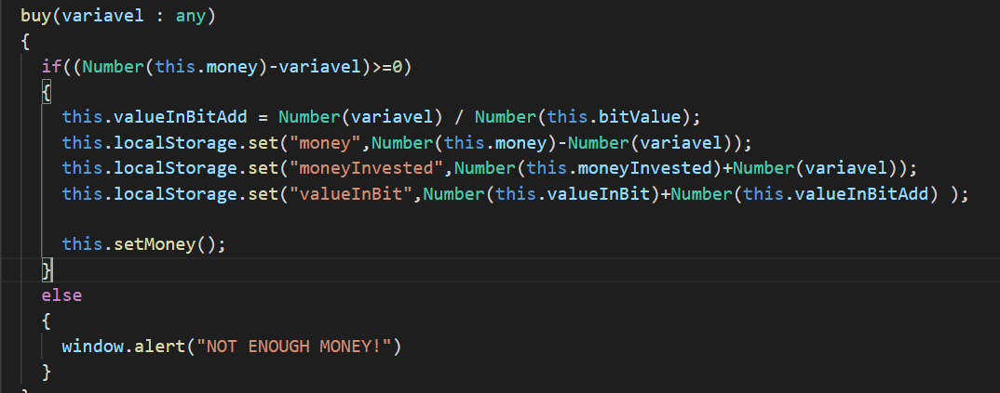 buy(variavel : any)
{
if((Number(this.money)-variavel)>=0)
{
this.valueInBitAdd = Number(variavel) / Number(this.bitValue);
this.localStorage.set("money",Number(this.money)-Number(variavel));
this.localStorage.set("moneyInvested",Number(this.moneyInvested)+Number(variavel));
this.localStorage.set("valueInBit",Number(this.valueInBit)+Number(this.valueInBitAdd) );
this.setMoney();
}
else
{
window.alert("NOT ENOUGH MONEY!")
}